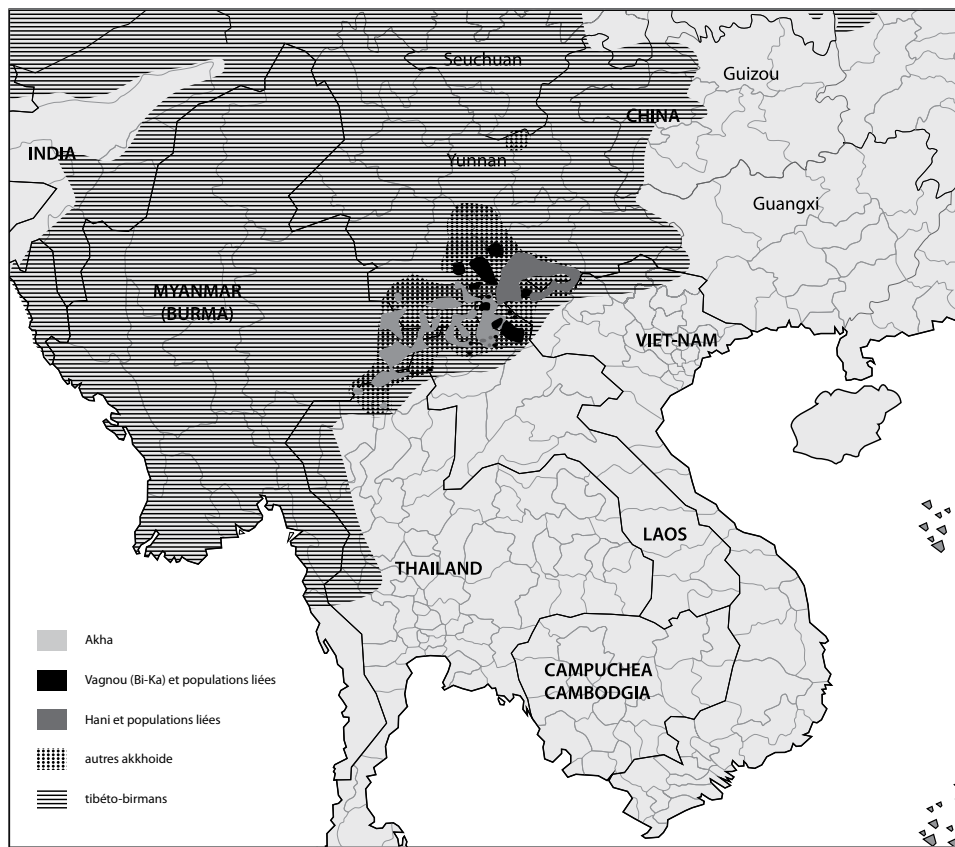 Seuchuan
Guizou
CHINA
INDIA
Yunnan
Guangxi
MYANMAR
(BURMA)
VIET-NAM
LAOS
THAILAND
CAMPUCHEA
CAMBODGIA
Akha
Vagnou (Bi-Ka) et populations liées
Hani et populations liées
autres akkhoide
tibéto-birmans